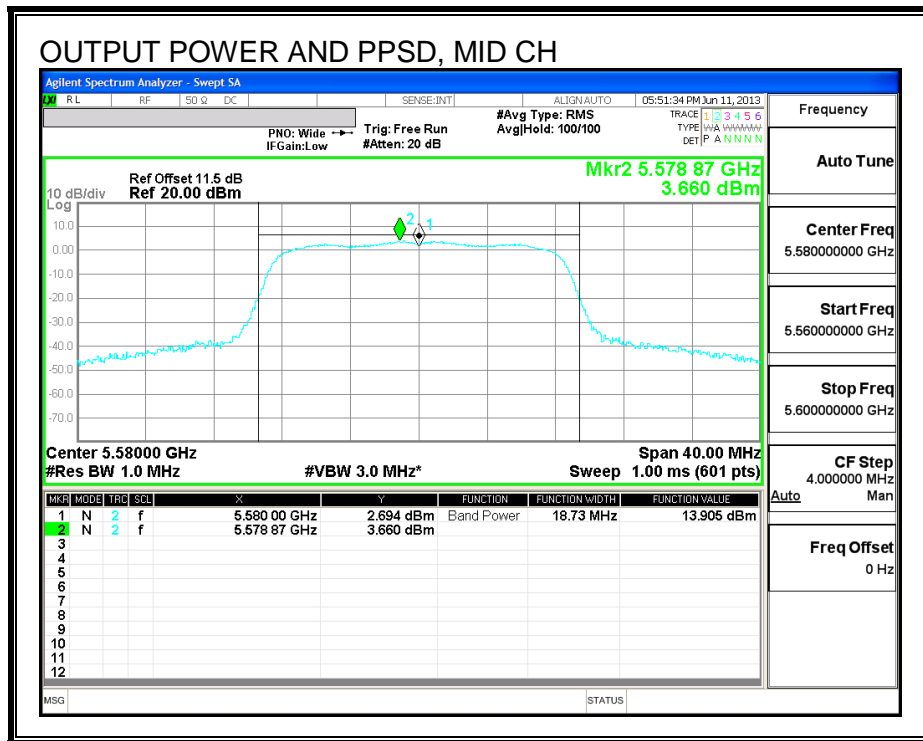 OUTPUT POWER AND PPSD, MID CH
Agilent Spectrum Analyzer - Swept SA
LXI RL RF 50 Ω DC SENSE:INT ALIGNAUTO 05:51:34 PM Jun 11, 2013
Frequency
#Avg Type: RMS TRACE 1 2 3 4 5 6
PNO: Wide Trig: Free Run Avg|Hold: 100/100 TYPE
IFGain:Low #Atten: 20 dB DET P A N N N N
Auto Tune
Mkr2 5.578 87 GHz
3.660 dBm
Ref Offset 11.5 dB
10 dB/div Ref 20.00 dBm
Log
10.0
0.00
-10.0
-20.0
-30.0
-40.0
-50.0
-60.0
-70.0
2 1
Center 5.58000 GHz Span 40.00 MHz
#Res BW 1.0 MHz #VBW 3.0 MHz* Sweep 1.00 ms (601 pts)
Center Freq
5.580000000 GHz
Start Freq
5.560000000 GHz
Stop Freq
5.600000000 GHz
CF Step
4.000000 MHz
Auto Man
Freq Offset
0 Hz
MKR MODE TRC SCL X Y FUNCTION FUNCTION WIDTH FUNCTION VALUE
1 N 2 f 5.580 00 GHz 2.694 dBm Band Power 18.73 MHz 13.905 dBm
2 N 2 f 5.578 87 GHz 3.660 dBm
3
4
5
6
7
8
9
10
11
12
MSG STATUS